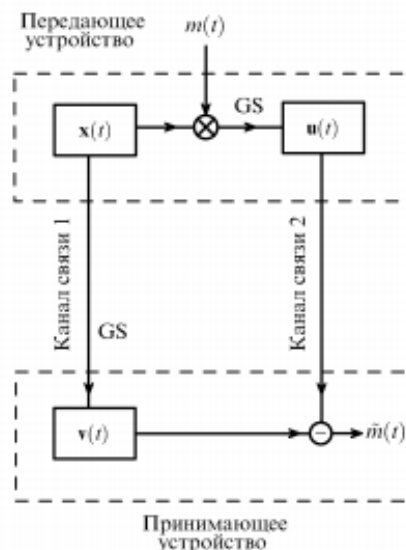 Передающее
устройство
m(t)
GS
x(t)
u(t)
Канал связи 1
Канал связи 2
GS
v(t)
−
m̃(t)
Принимающее
устройство